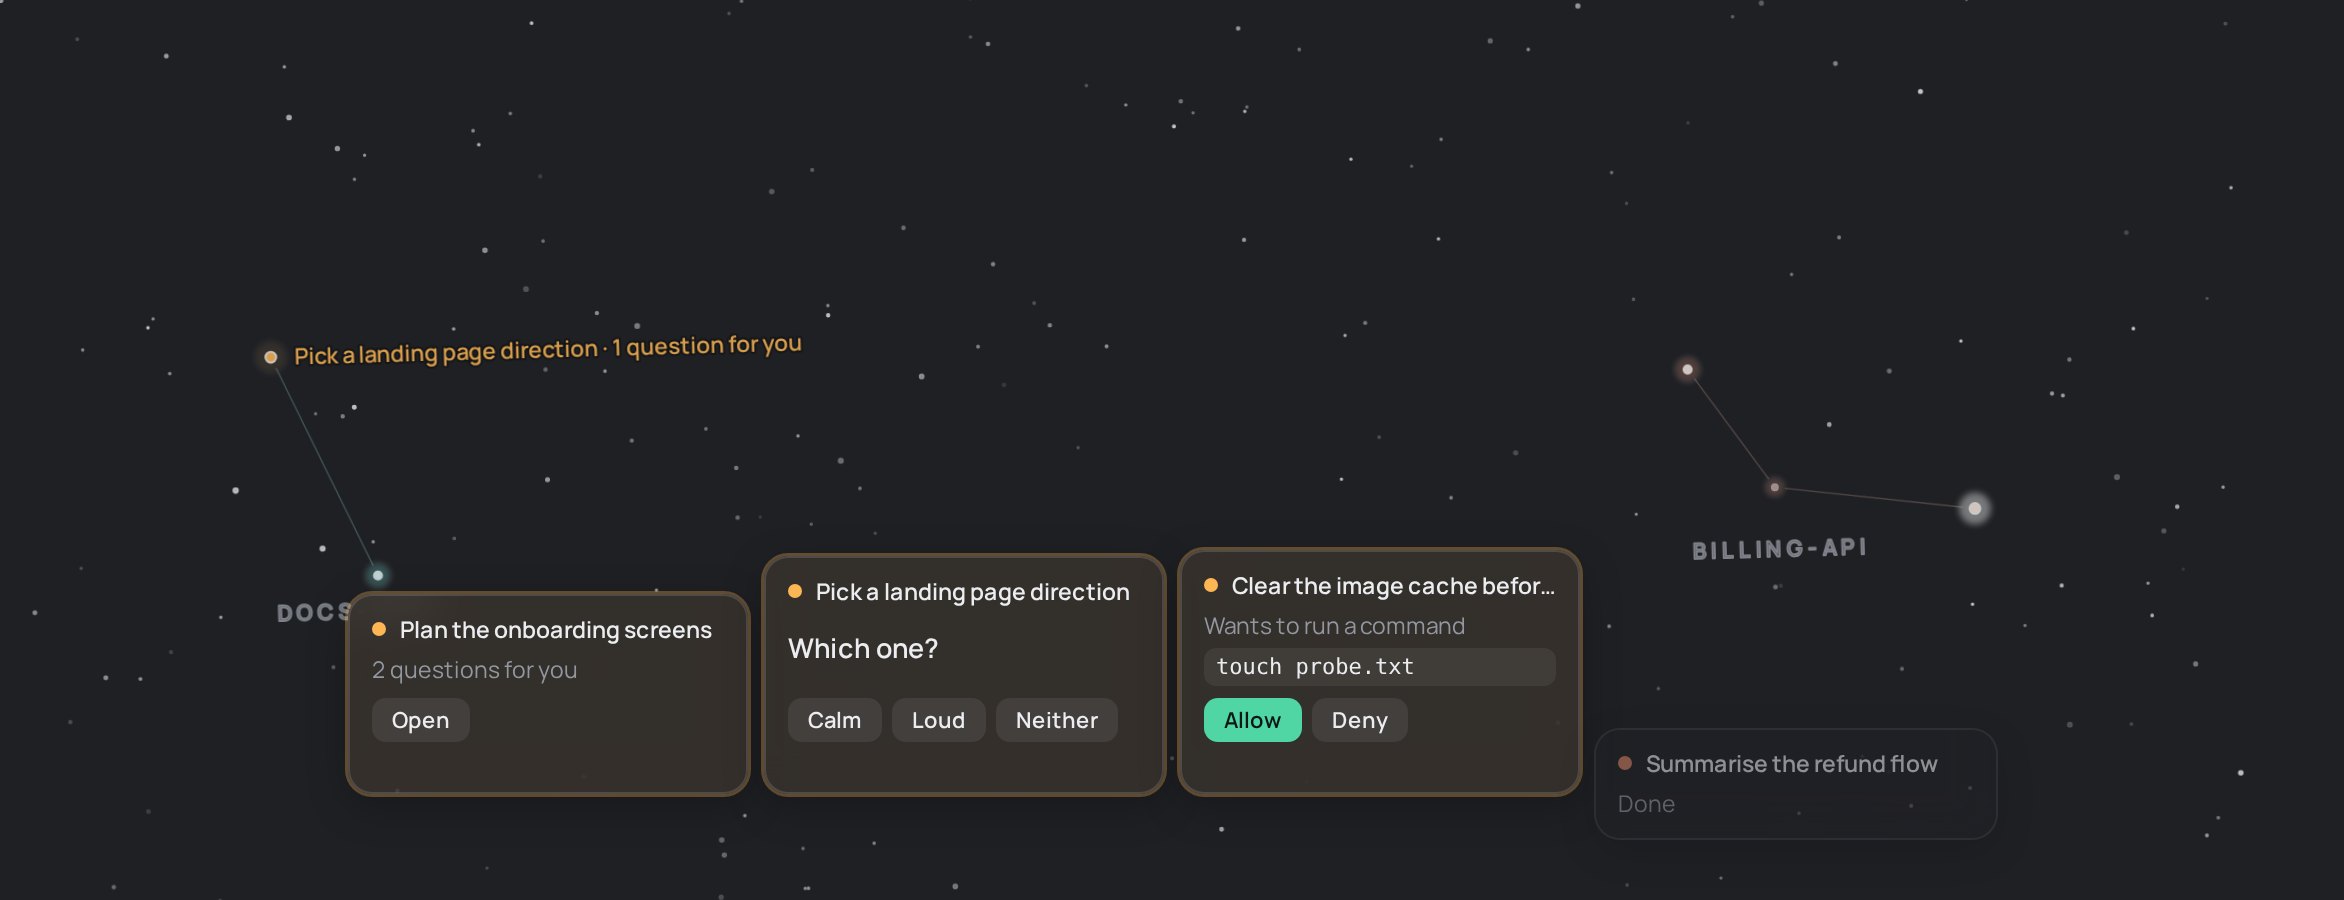 Pick a landing page direction · 1 question for you
BILLING-API
DOCS
Plan the onboarding screens
2 questions for you
Open
Pick a landing page direction
Which one?
Calm
Loud
Neither
Clear the image cache befor…
Wants to run a command
touch probe.txt
Allow
Deny
Summarise the refund flow
Done